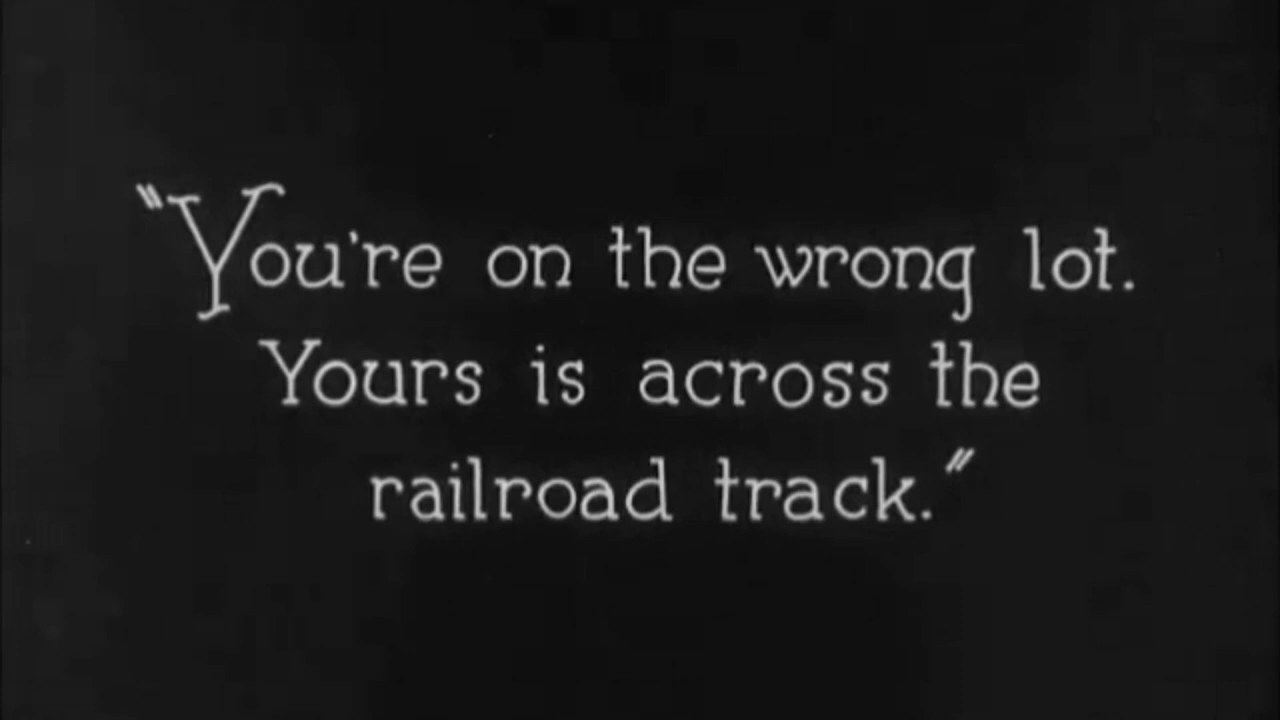 "You're on the wrong lot.
Yours is across the
railroad track."